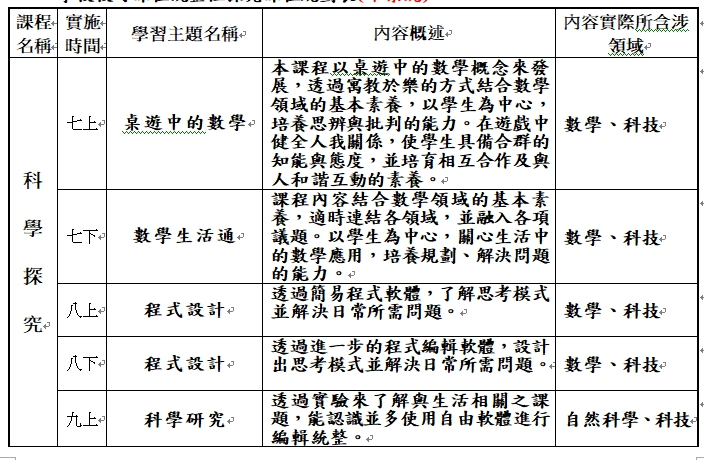 課程 實施 學習主題名稱 內容概述 內容實際所含涉
名稱 時間 領域
科學探究
七上 桌遊中的數學 本課程以桌遊中的數學概念來發
展，透過寓教於樂的方式結合數學
領域的基本素養，以學生為中心，
培養思辨與批判的能力。在遊戲中
健全人我關係，使學生具備合群的
知能與態度，並培育相互合作及與
人和諧互動的素養。
數學、科技
七下 數學生活通 課程內容結合數學領域的基本素
養，適時連結各領域，並融入各項
議題。以學生為中心，關心生活中
的數學應用，培養規劃、解決問題
的能力。
數學、科技
八上 程式設計 透過簡易程式軟體，了解思考模式
並解決日常所需問題。
數學、科技
八下 程式設計 透過進一步的程式編輯軟體，設計
出思考模式並解決日常所需問題。
數學、科技
九上 科學研究 透過實驗來了解與生活相關之課
題，能認識並多使用自由軟體進行
編輯統整。
自然科學、科技